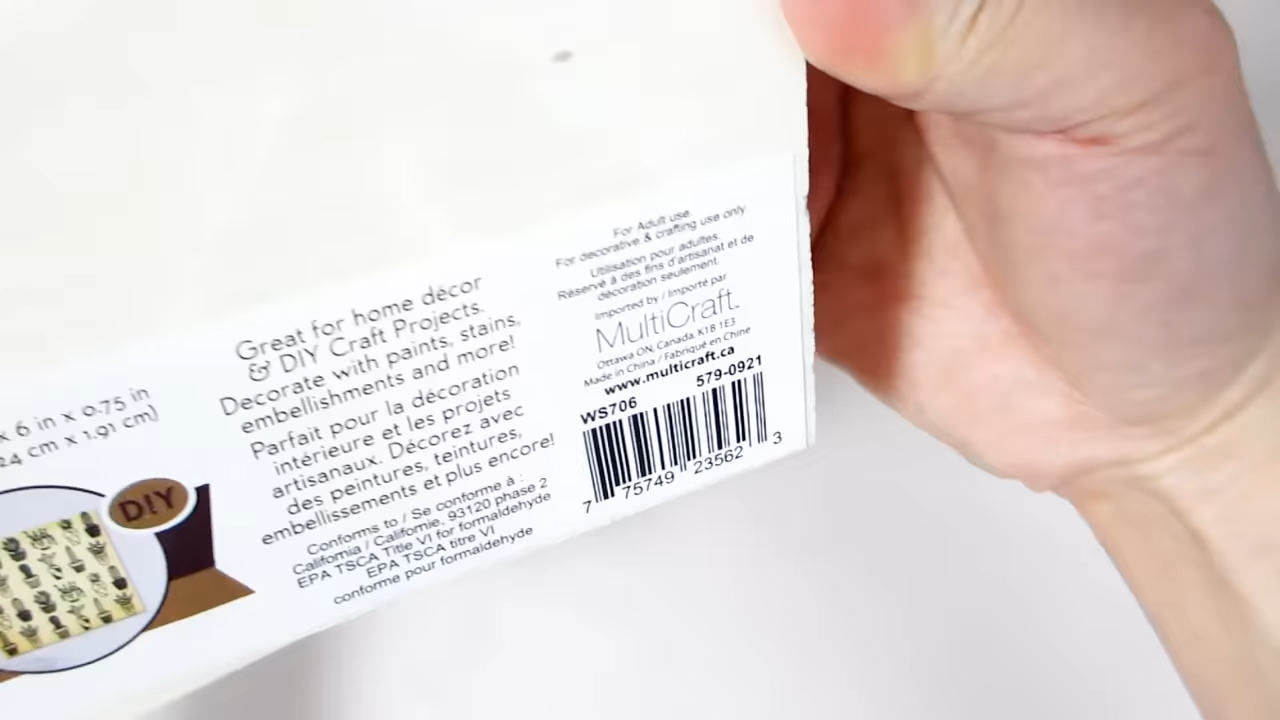 x 6 in x 0.75 in
24 cm x 1.91 cm)
DIY
Great for home décor
& DIY Craft Projects.
Decorate with paints, stains,
embellishments and more!
Parfait pour la décoration
intérieure et les projets
artisanaux. Décorez avec
des peintures, teintures,
embellissements et plus encore!
Conforms to / Se conforme à :
California / Californie, 93120 phase 2
EPA TSCA Title VI for formaldehyde
EPA TSCA titre VI
conforme pour formaldehyde
For Adult use.
For decorative & crafting use only.
Utilisation pour adultes.
Réservé à des fins d'artisanat et de
décoration seulement.
Imported by / Importé par
MultiCraft™
Ottawa ON, Canada, K1B 1E3
Made in China / Fabriqué en Chine
www.multicraft.ca
WS706 579-0921
7 75749 23562 3